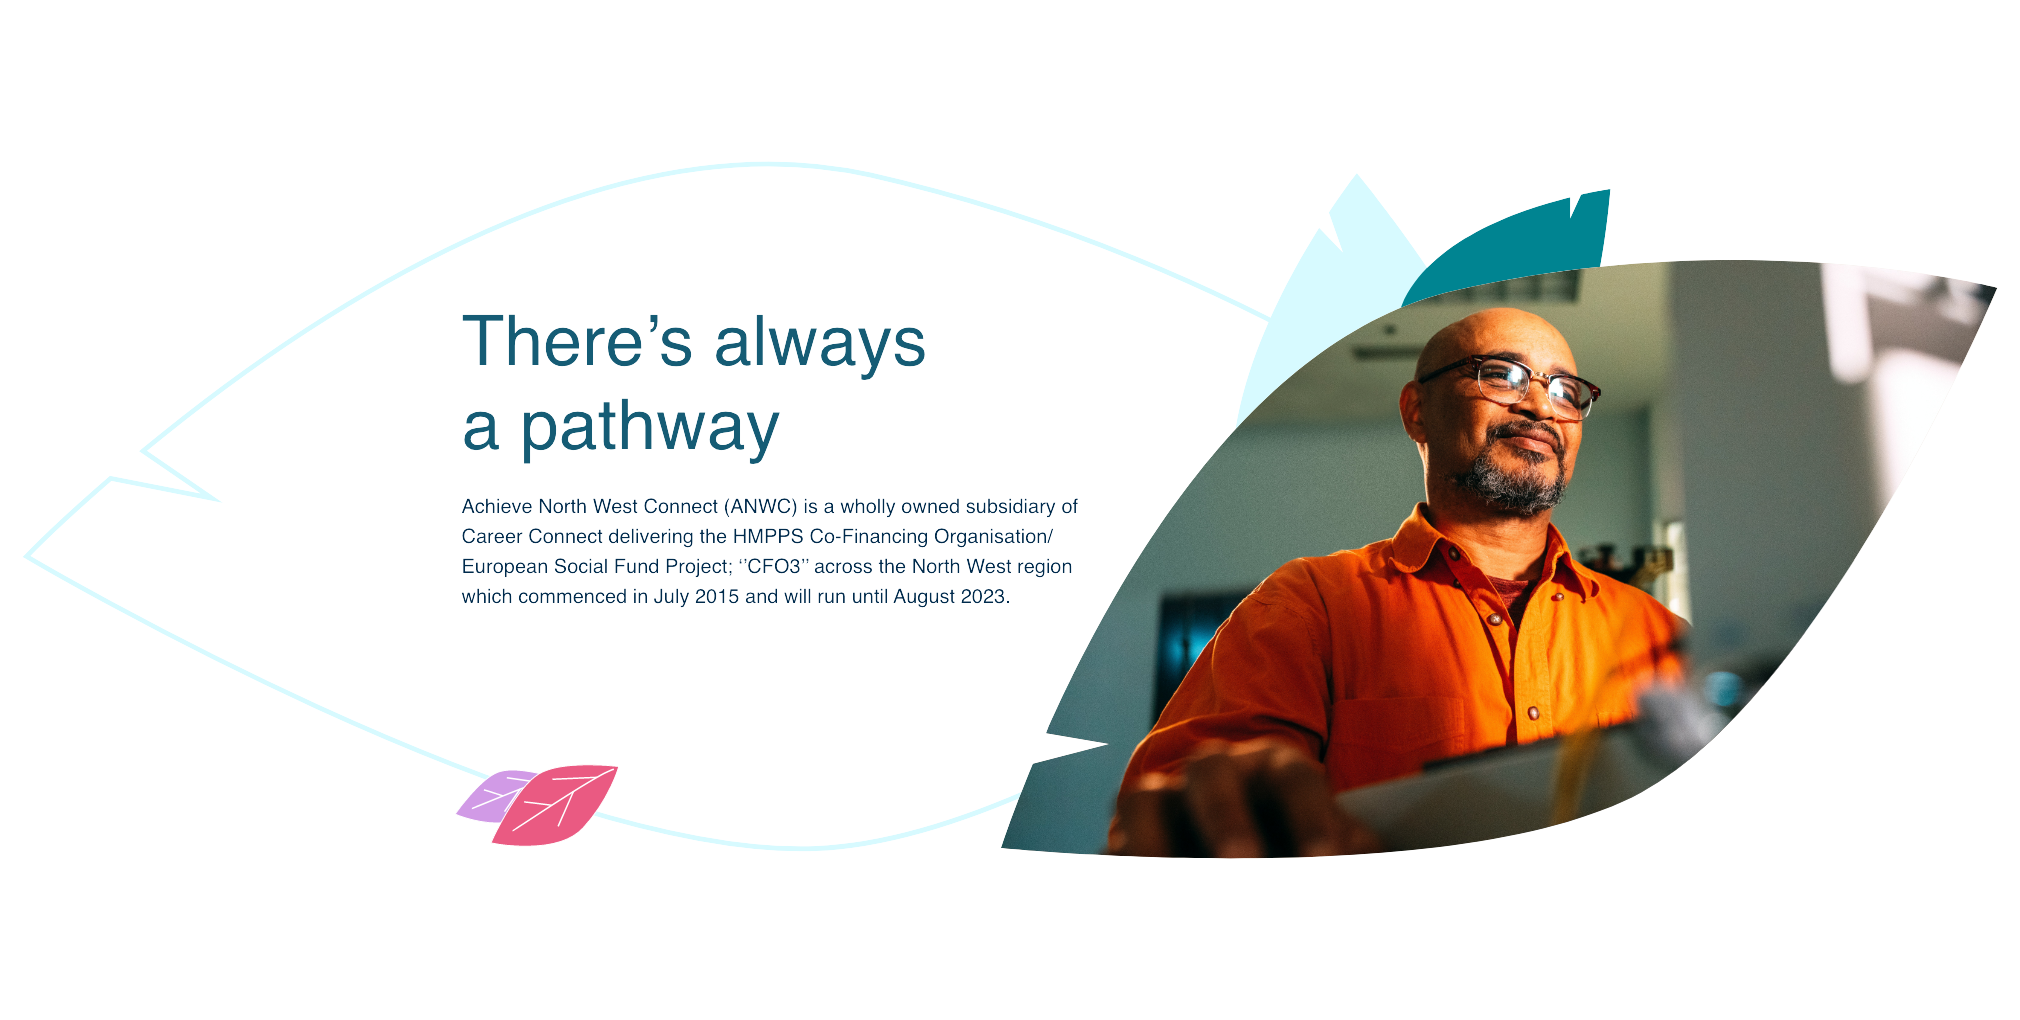 There’s always
a pathway
Achieve North West Connect (ANWC) is a wholly owned subsidiary of
Career Connect delivering the HMPPS Co-Financing Organisation/
European Social Fund Project; ‘’CFO3’’ across the North West region
which commenced in July 2015 and will run until August 2023.